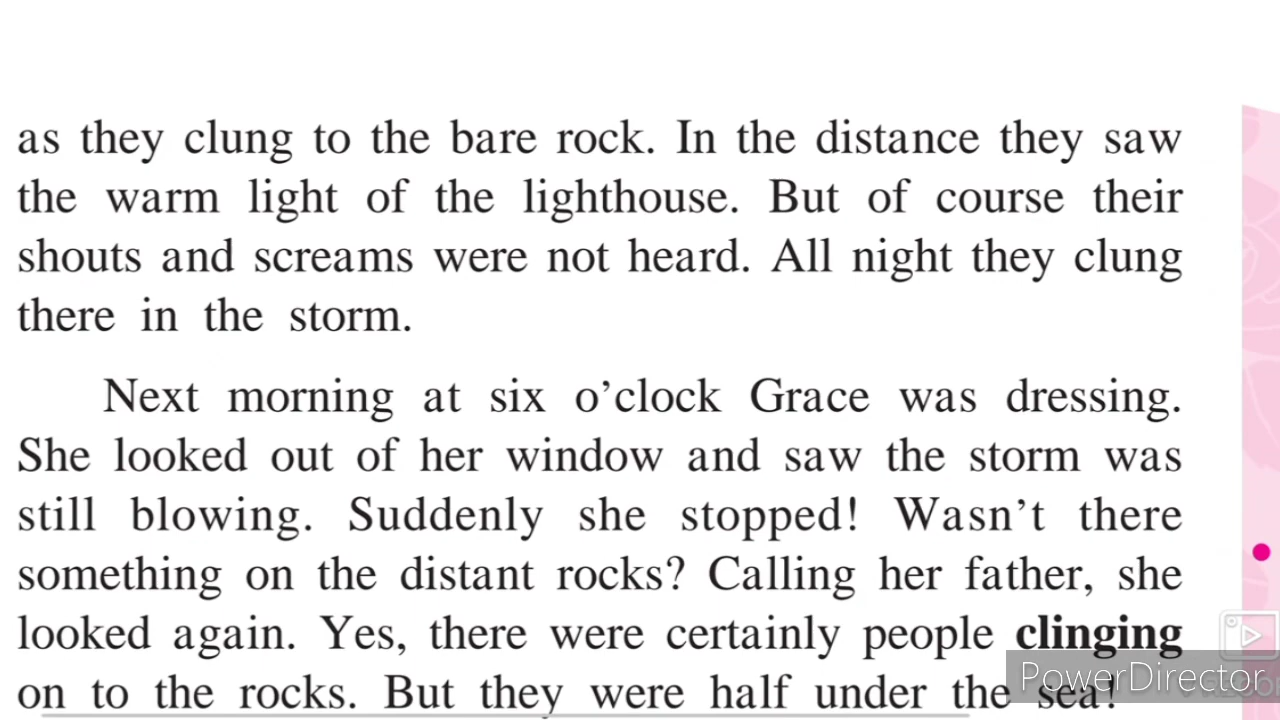 as they clung to the bare rock. In the distance they saw
the warm light of the lighthouse. But of course their
shouts and screams were not heard. All night they clung
there in the storm.
Next morning at six o’clock Grace was dressing.
She looked out of her window and saw the storm was
still blowing. Suddenly she stopped! Wasn’t there
something on the distant rocks? Calling her father, she
looked again. Yes, there were certainly people clinging
on to the rocks. But they were half under the sea!
PowerDirector